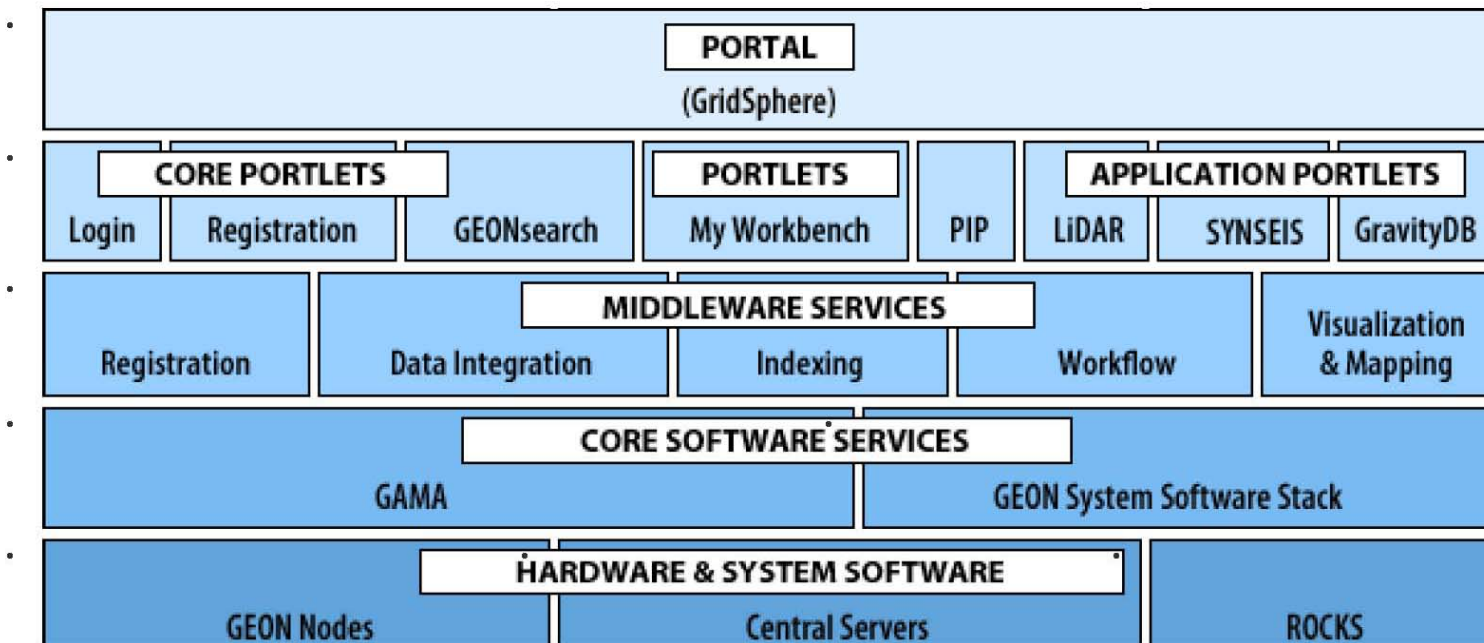 PORTAL
(GridSphere)
CORE PORTLETS
PORTLETS
APPLICATION PORTLETS
Login
Registration
GEONsearch
My Workbench
PIP
LiDAR
SYNSEIS
GravityDB
MIDDLEWARE SERVICES
Registration
Data Integration
Indexing
Workflow
Visualization
& Mapping
CORE SOFTWARE SERVICES
GAMA
GEON System Software Stack
HARDWARE & SYSTEM SOFTWARE
GEON Nodes
Central Servers
ROCKS